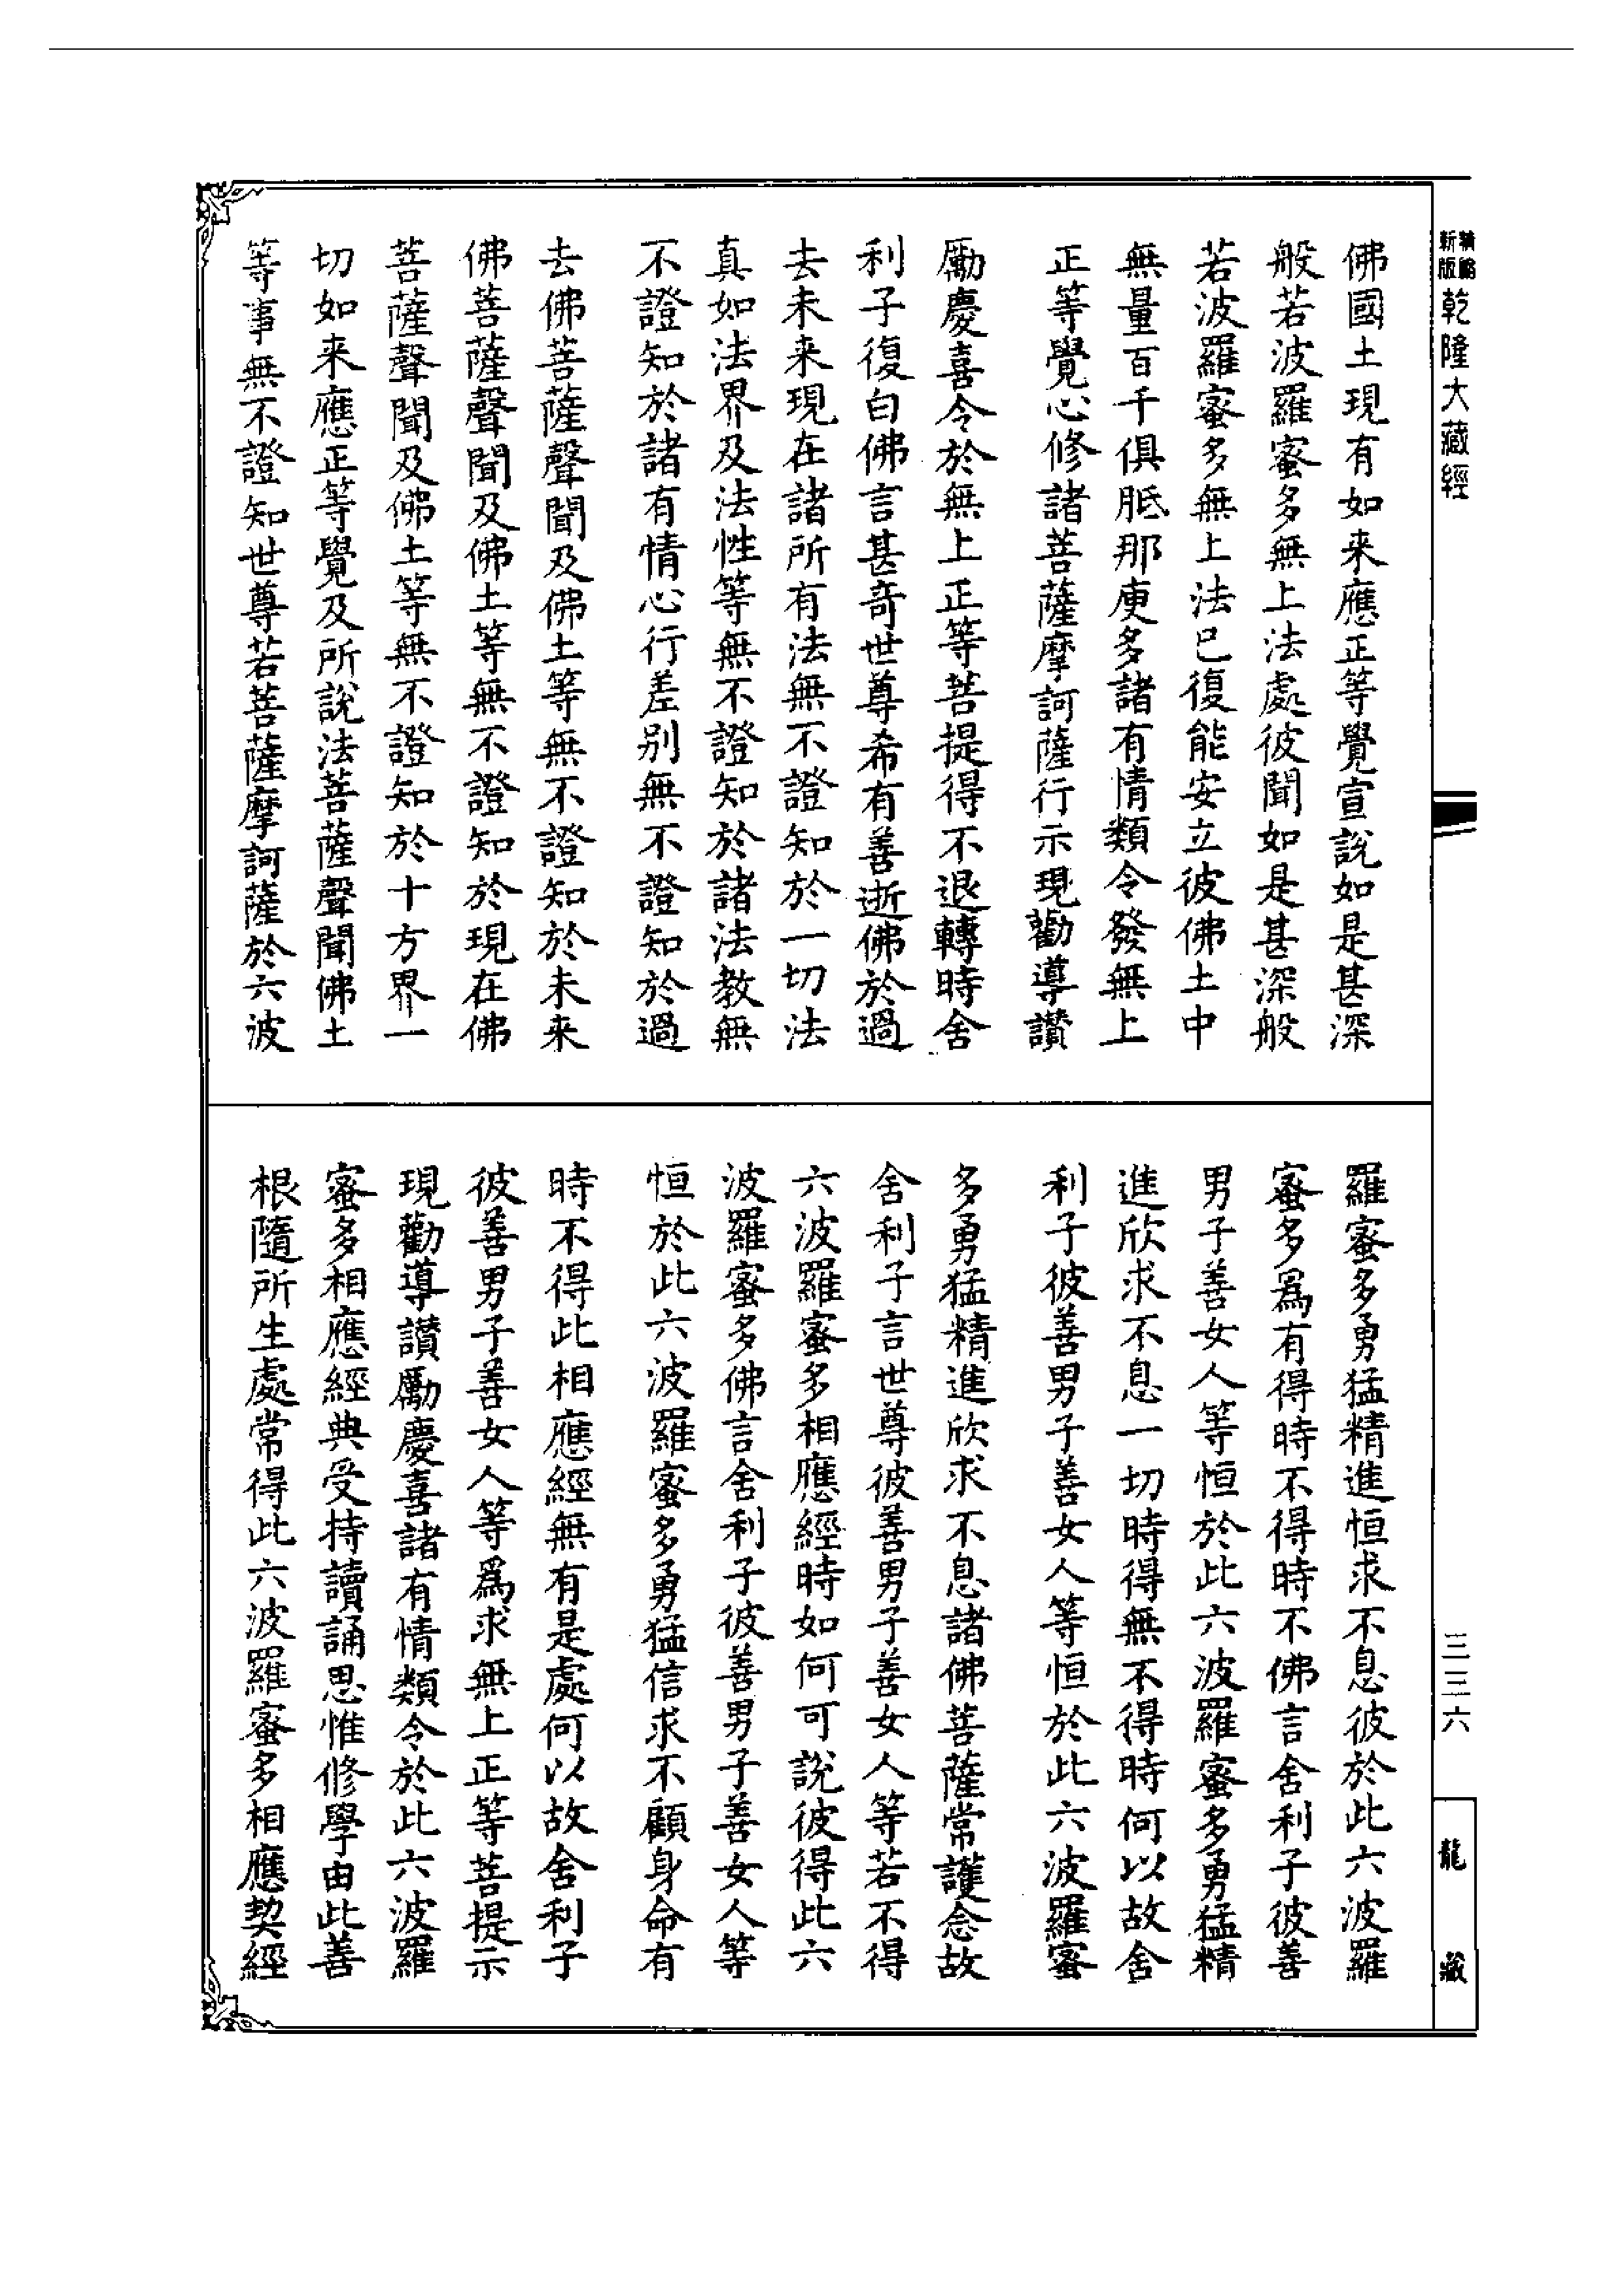 新版
精縮
乾隆大藏經
三三六
龍藏
佛國土現有如来應正等覺宣說如是甚深
般若波羅蜜多無上法處彼聞如是甚深般
若波羅蜜多無上法已復能安立彼佛土中
無量百千俱胝那庾多諸有情類令發無上
正等覺心修諸菩薩摩訶薩行示現勸導讃
勵慶喜令於無上正等菩提得不退轉時舍
利子復白佛言甚奇世尊希有善逝佛於過
去未来現在諸所有法無不證知於一切法
真如法界及法性等無不證知於諸法教無
不證知於諸有情心行差别無不證知於過
去佛菩薩聲聞及佛土等無不證知於未来
佛菩薩聲聞及佛土等無不證知於現在佛
菩薩聲聞及佛土等無不證知於十方界一
切如来應正等覺及所說法菩薩聲聞佛土
等事無不證知世尊若菩薩摩訶薩於六波
羅蜜多勇猛精進恒求不息彼於此六波羅
蜜多爲有得時不得時不佛言舍利子彼善
男子善女人等恒於此六波羅蜜多勇猛精
進欣求不息一切時得無不得時何以故舍
利子彼善男子善女人等恒於此六波羅蜜
多勇猛精進欣求不息諸佛菩薩常護念故
舍利子言世尊彼善男子善女人等若不得
六波羅蜜多相應經時如何可說彼得此六
波羅蜜多佛言舍利子彼善男子善女人等
恒於此六波羅蜜多勇猛信求不顧身命有
時不得此相應經無有是處何以故舍利子
彼善男子善女人等爲求無上正等菩提示
現勸導讃勵慶喜諸有情類令於此六波羅
蜜多相應經典受持讀誦思惟修學由此善
根隨所生處常得此六波羅蜜多相應契經